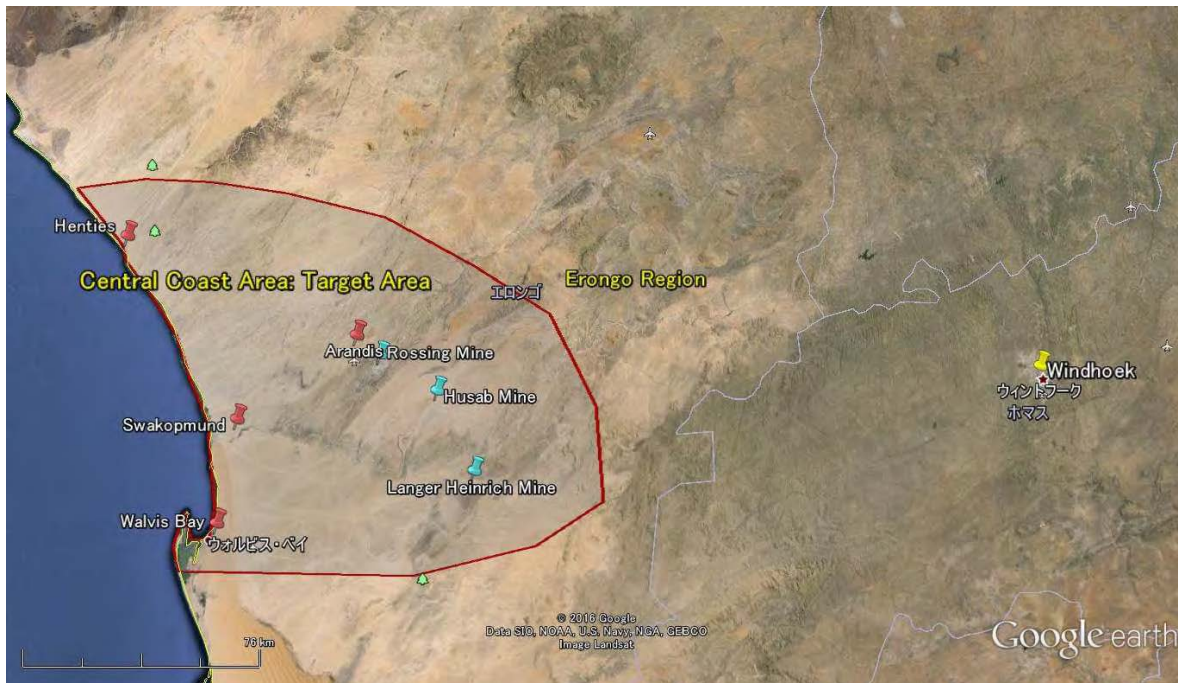 Henties
Central Coast Area: Target Area
Erongo Region
エロンゴ
Arandis
Rossing Mine
Husab Mine
Windhoek
ウィントフーク
ホマス
Swakopmund
Langer Heinrich Mine
Walvis Bay
ウォルビス・ベイ
© 2016 Google
Data SIO, NOAA, U.S. Navy, NGA, GEBCO
Image Landsat
76 km
Google earth